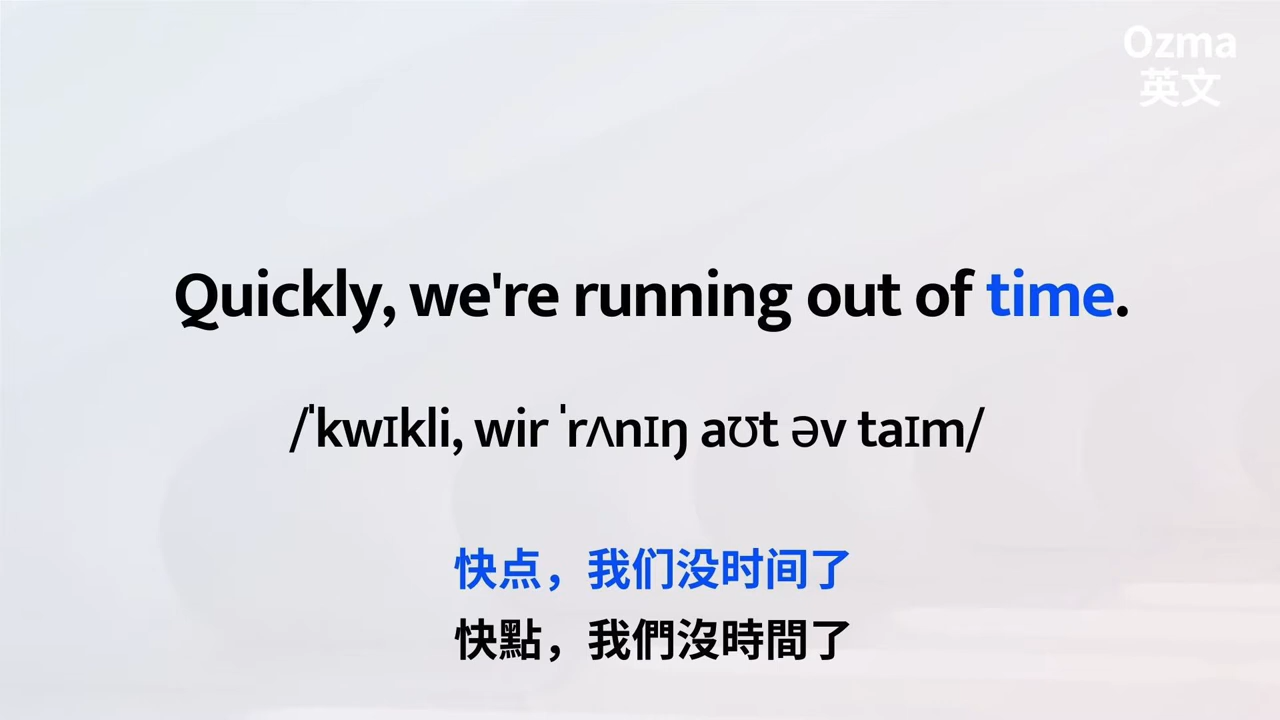 Ozma
英文
Quickly, we're running out of time.
/ˈkwɪkli, wir ˈrʌnɪŋ aʊt əv taɪm/
快点，我们没时间了
快點，我們沒時間了